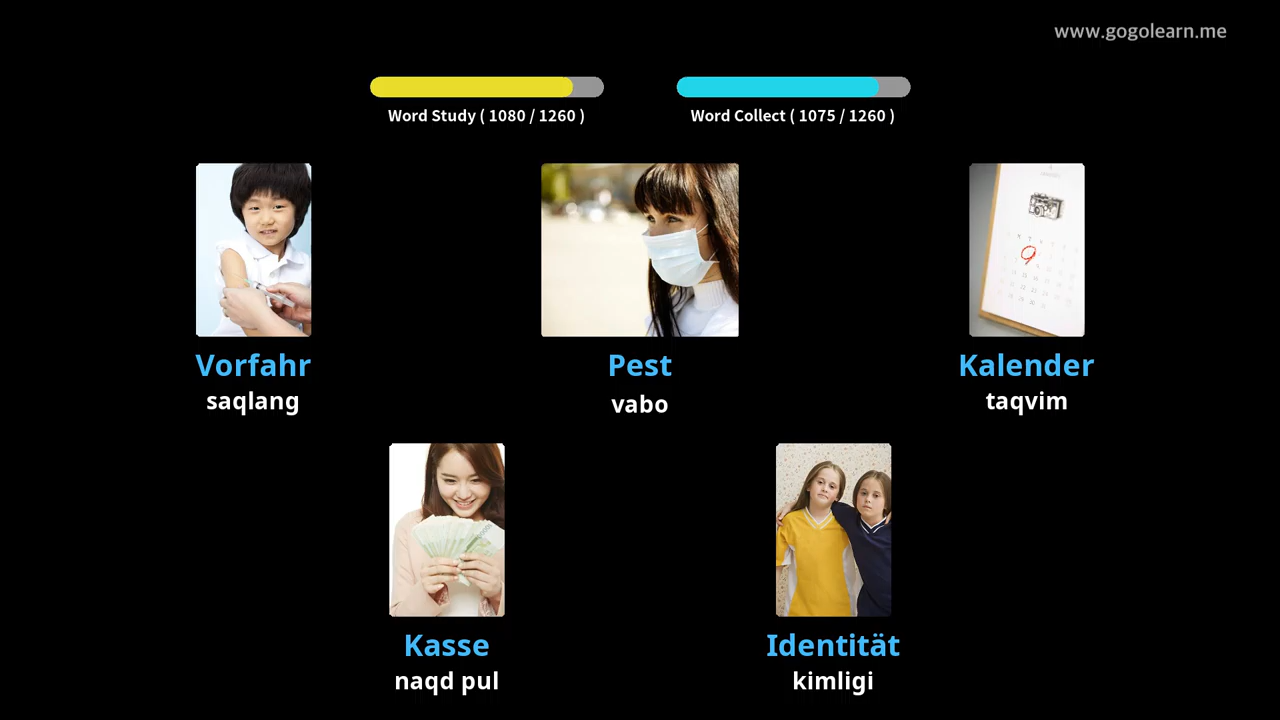 www.gogolearn.me
Word Study ( 1080 / 1260 )
Word Collect ( 1075 / 1260 )
Vorfahr
saqlang
Pest
vabo
Kalender
taqvim
Kasse
naqd pul
Identität
kimligi